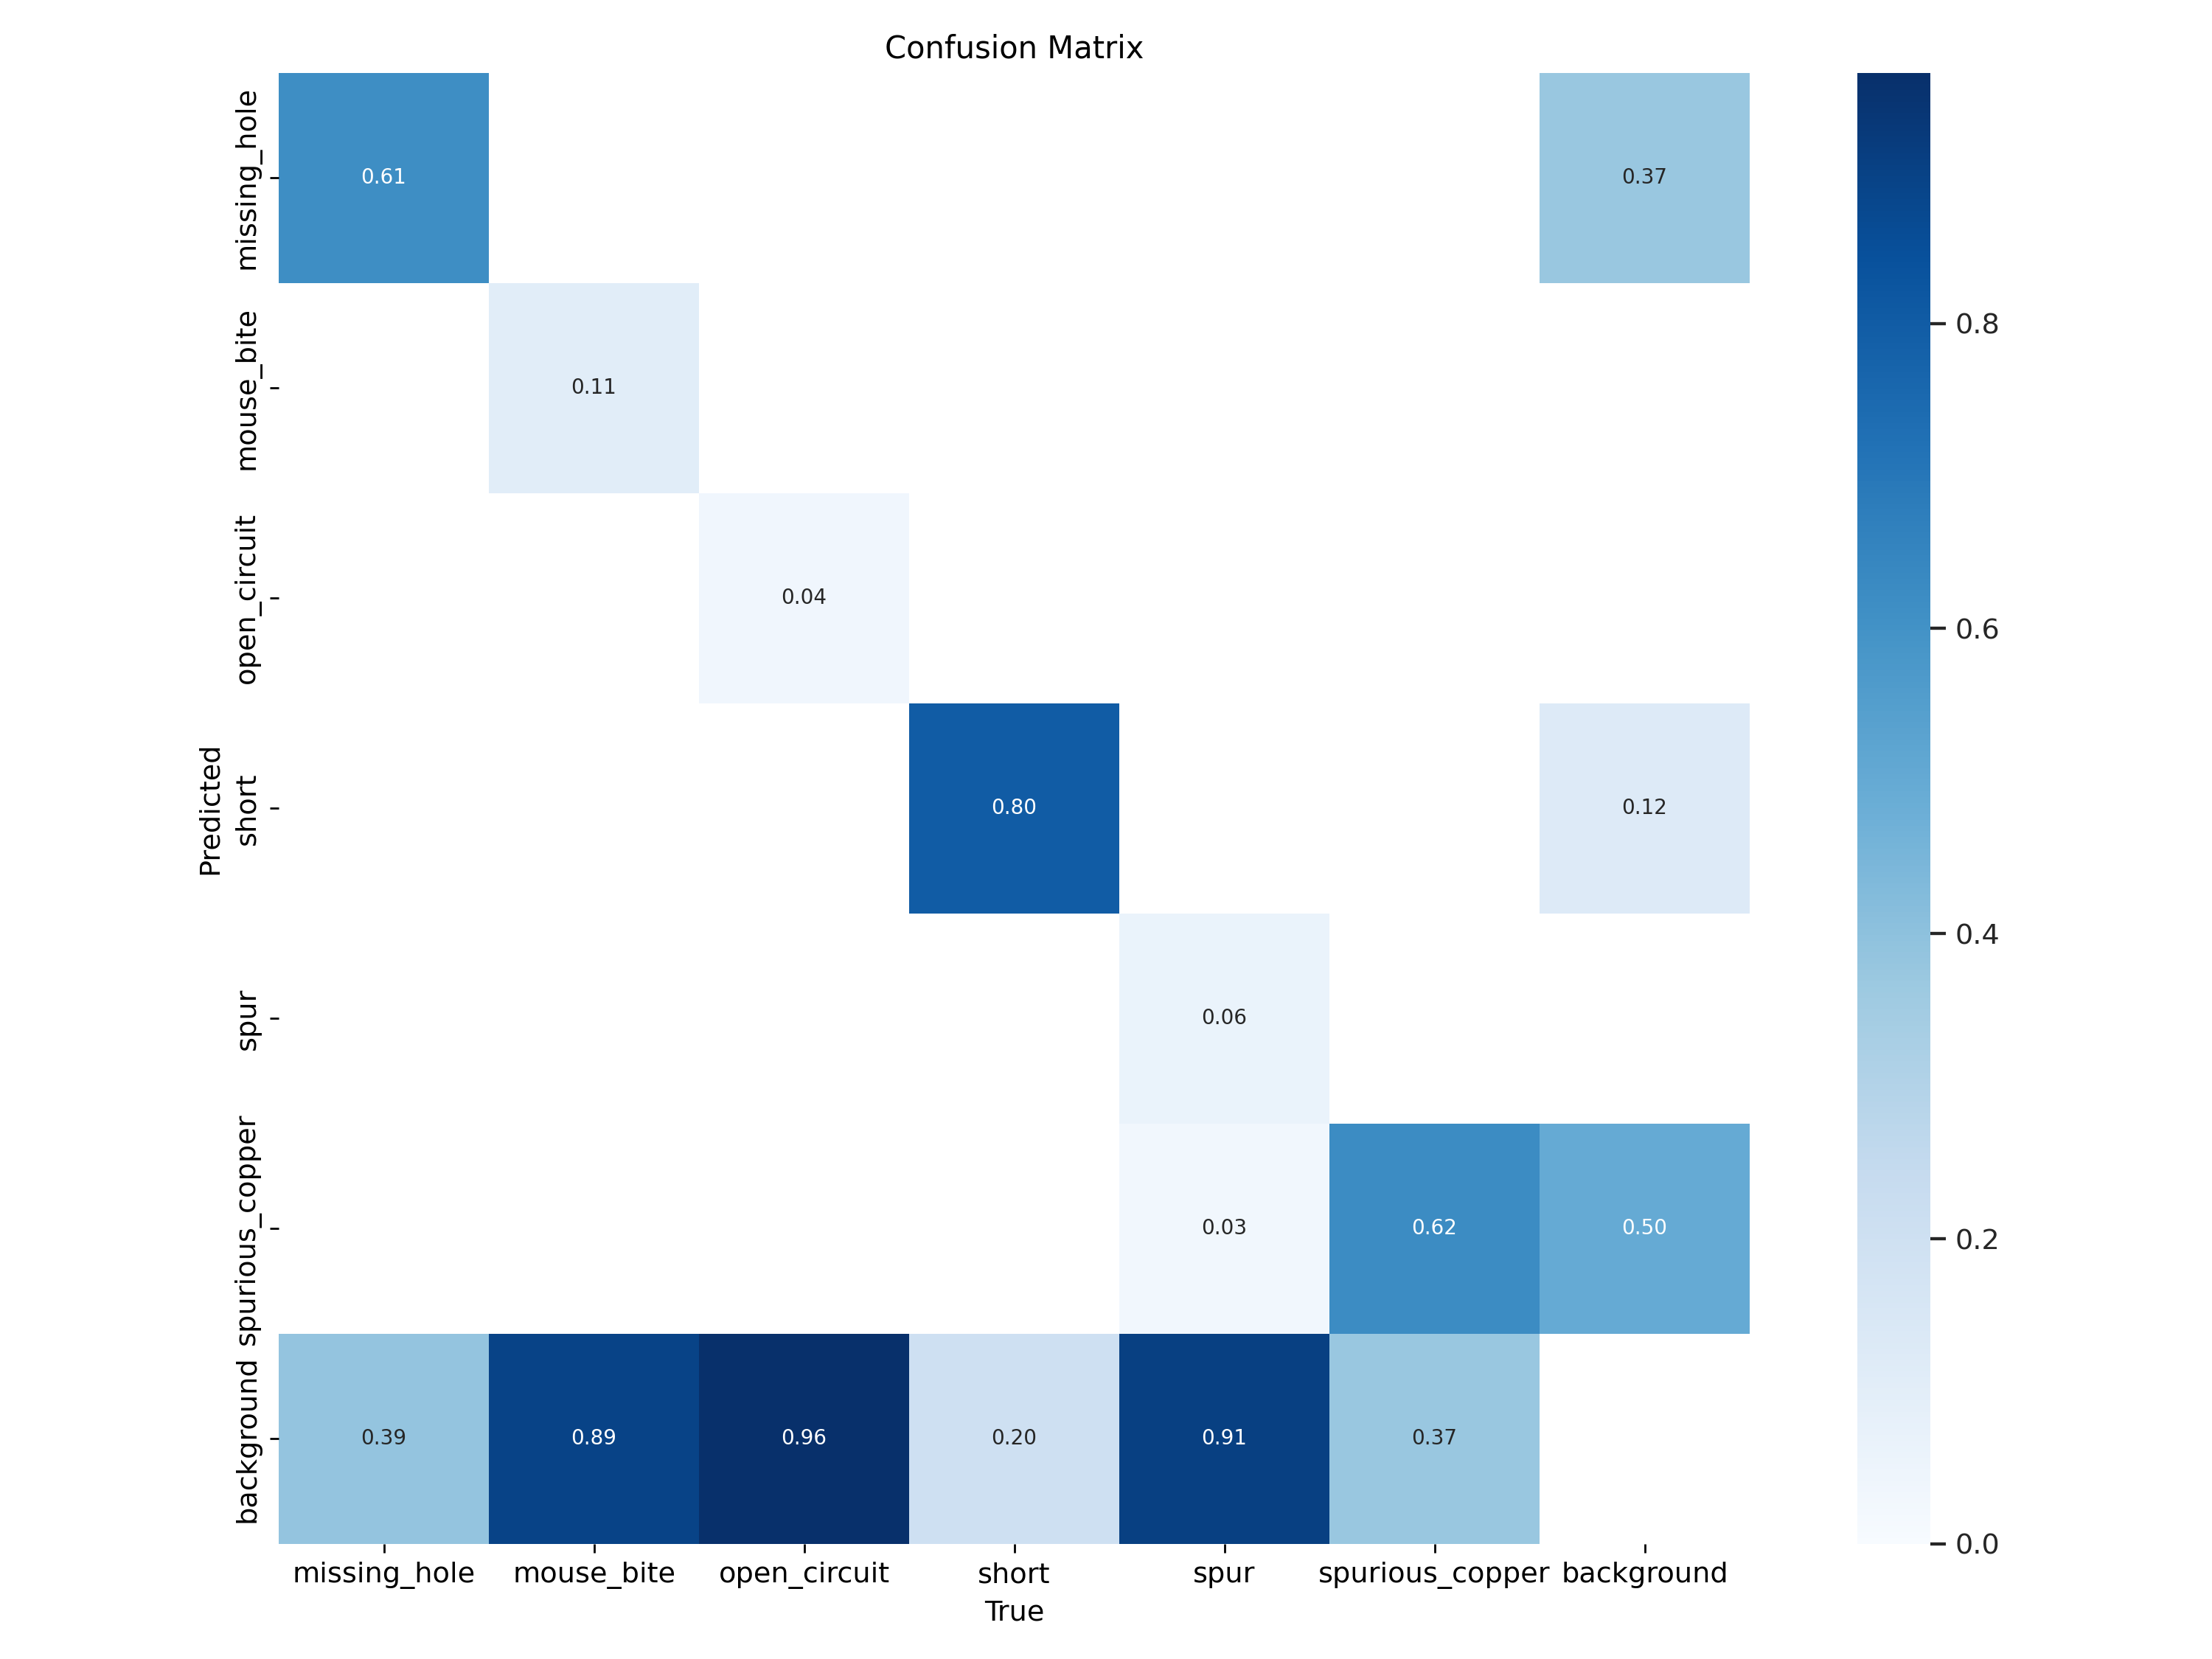 Confusion Matrix
missing_hole
0.61
0.37
mouse_bite
0.11
open_circuit
0.04
short
0.80
0.12
spur
0.06
spurious_copper
0.03
0.62
0.50
background
0.39
0.89
0.96
0.20
0.91
0.37
Predicted
missing_hole
mouse_bite
open_circuit
short
spur
spurious_copper
background
True
0.8
0.6
0.4
0.2
0.0